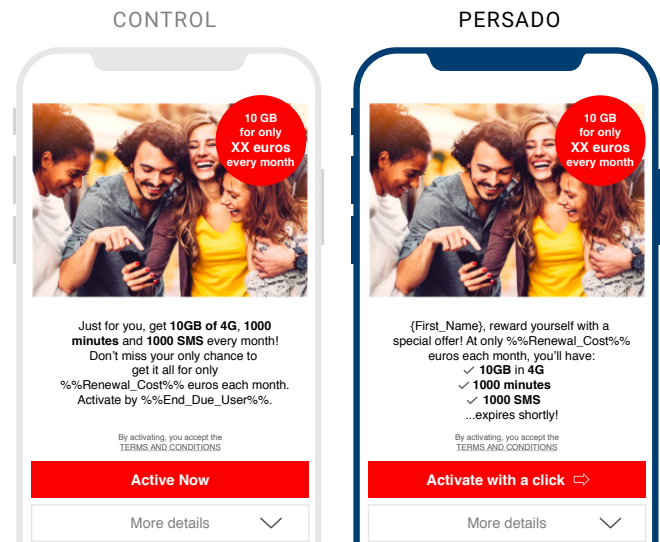 CONTROL
10 GB
for only
XX euros
every month
Just for you, get 10GB of 4G, 1000
minutes and 1000 SMS every month!
Don't miss your only chance to
get it all for only
%%Renewal_Cost%% euros each month.
Activate by %%End_Due_User%%.
By activating, you accept the
TERMS AND CONDITIONS
Active Now
More details
PERSADO
10 GB
for only
XX euros
every month
{First_Name}, reward yourself with a
special offer! At only %%Renewal_Cost%%
euros each month, you'll have:
✓ 10GB in 4G
✓ 1000 minutes
✓ 1000 SMS
...expires shortly!
By activating, you accept the
TERMS AND CONDITIONS
Activate with a click ⇨
More details